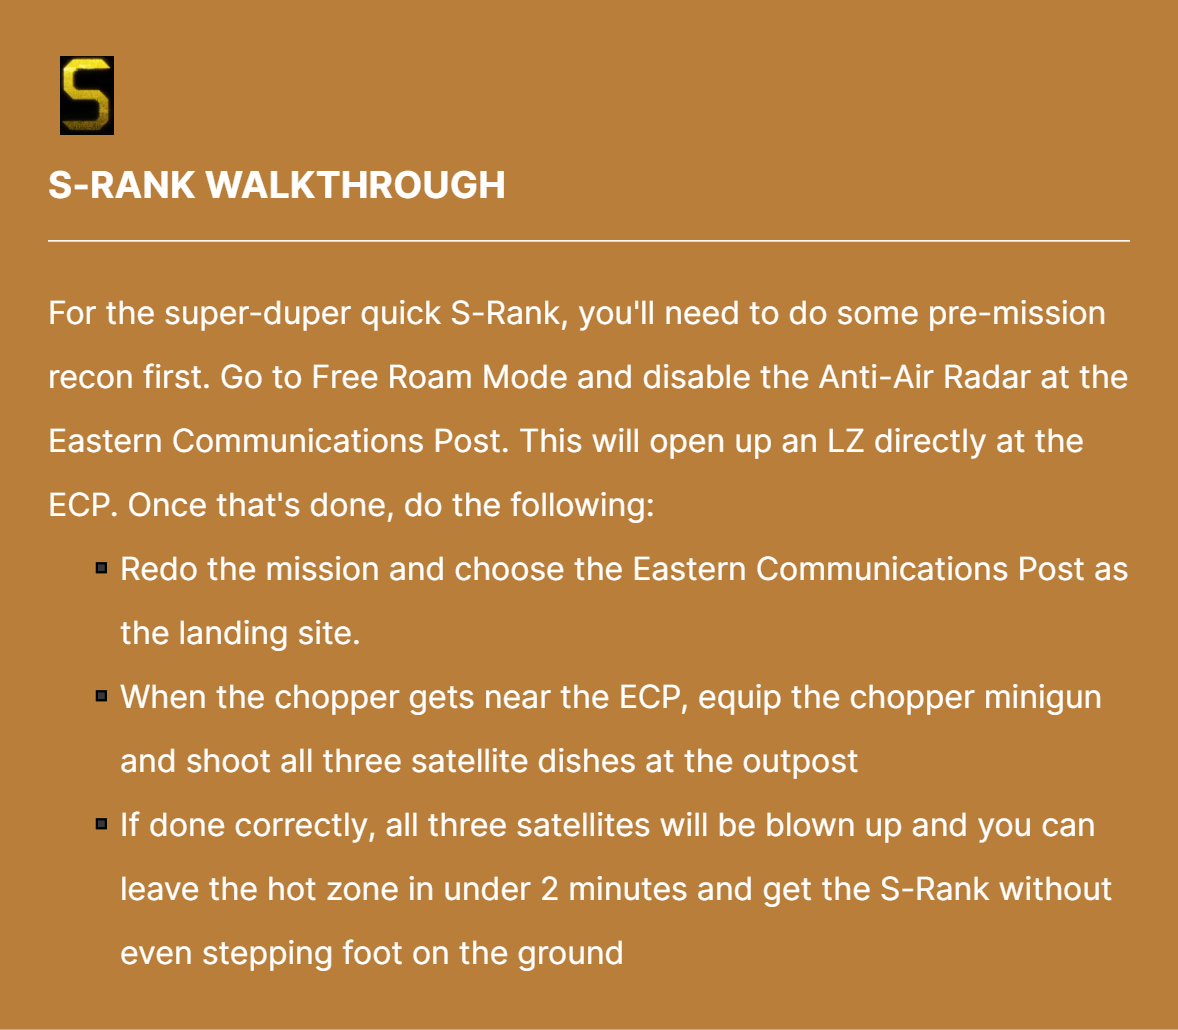 S
S-RANK WALKTHROUGH
For the super-duper quick S-Rank, you'll need to do some pre-mission
recon first. Go to Free Roam Mode and disable the Anti-Air Radar at the
Eastern Communications Post. This will open up an LZ directly at the
ECP. Once that's done, do the following:
Redo the mission and choose the Eastern Communications Post as
the landing site.
When the chopper gets near the ECP, equip the chopper minigun
and shoot all three satellite dishes at the outpost
If done correctly, all three satellites will be blown up and you can
leave the hot zone in under 2 minutes and get the S-Rank without
even stepping foot on the ground